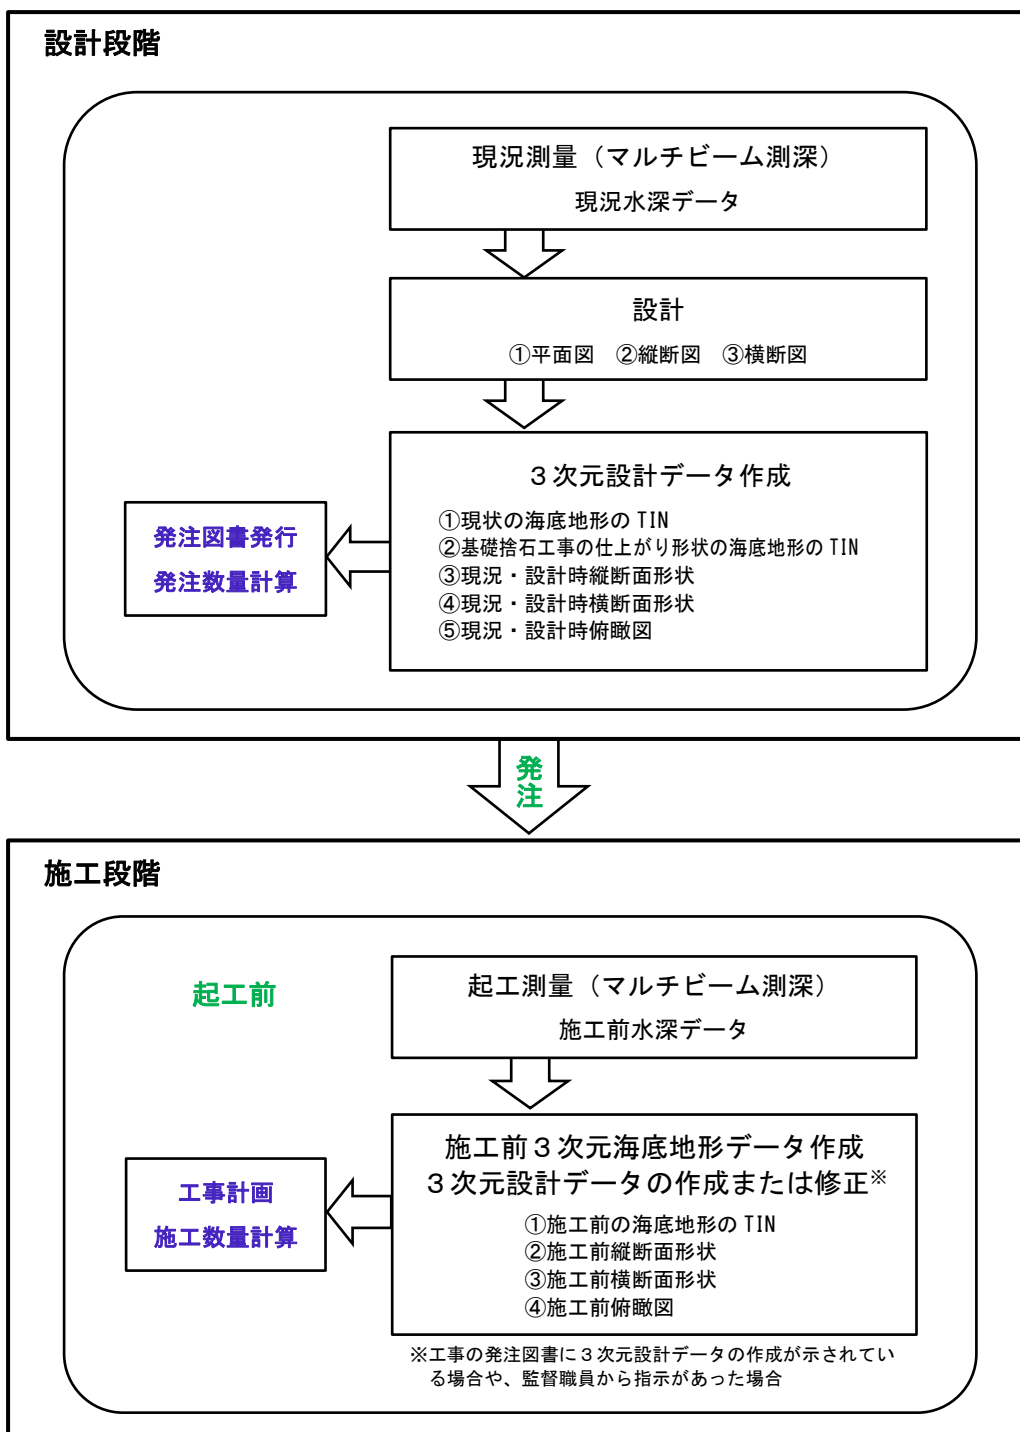 設計段階
現況測量（マルチビーム測深）
現況水深データ
設計
①平面図　②縦断図　③横断図
３次元設計データ作成
①現状の海底地形の TIN
②基礎捨石工事の仕上がり形状の海底地形の TIN
③現況・設計時縦断面形状
④現況・設計時横断面形状
⑤現況・設計時俯瞰図
発注図書発行
発注数量計算
発
注
施工段階
起工前
起工測量（マルチビーム測深）
施工前水深データ
施工前３次元海底地形データ作成
３次元設計データの作成または修正※
①施工前の海底地形の TIN
②施工前縦断面形状
③施工前横断面形状
④施工前俯瞰図
工事計画
施工数量計算
※工事の発注図書に３次元設計データの作成が示されてい
る場合や、監督職員から指示があった場合